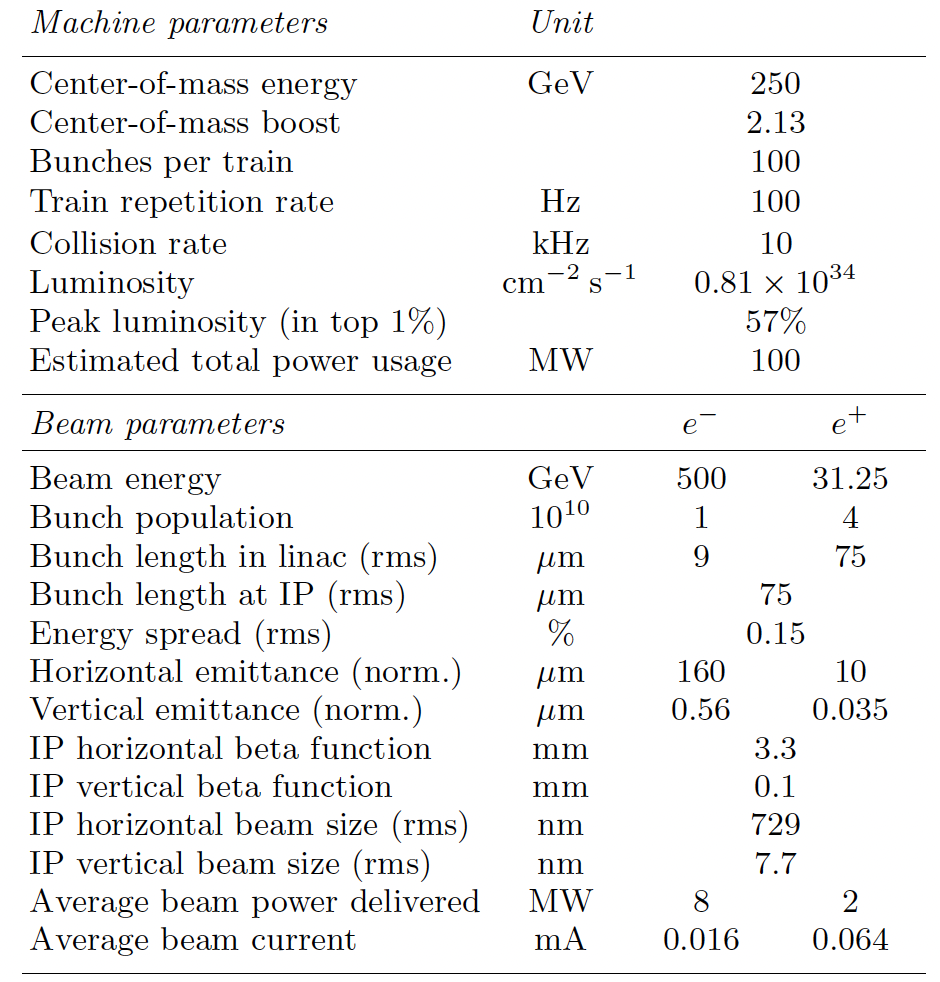 Machine parameters Unit
Center-of-mass energy GeV 250
Center-of-mass boost 2.13
Bunches per train 100
Train repetition rate Hz 100
Collision rate kHz 10
Luminosity cm⁻² s⁻¹ 0.81 × 10³⁴
Peak luminosity (in top 1%) 57%
Estimated total power usage MW 100
Beam parameters e⁻ e⁺
Beam energy GeV 500 31.25
Bunch population 10¹⁰ 1 4
Bunch length in linac (rms) μm 9 75
Bunch length at IP (rms) μm 75
Energy spread (rms) % 0.15
Horizontal emittance (norm.) μm 160 10
Vertical emittance (norm.) μm 0.56 0.035
IP horizontal beta function mm 3.3
IP vertical beta function mm 0.1
IP horizontal beam size (rms) nm 729
IP vertical beam size (rms) nm 7.7
Average beam power delivered MW 8 2
Average beam current mA 0.016 0.064